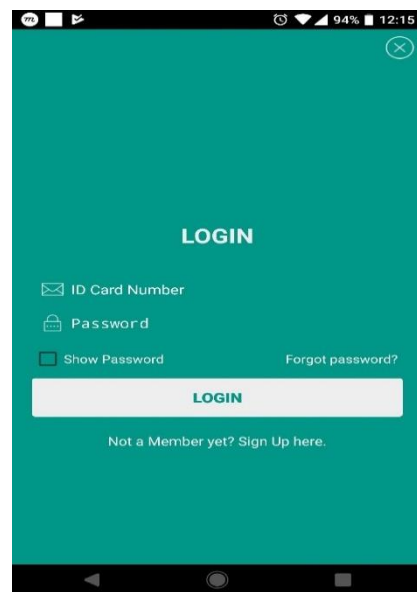 94% 12:15
LOGIN
ID Card Number
Password
Show Password Forgot password?
LOGIN
Not a Member yet? Sign Up here.